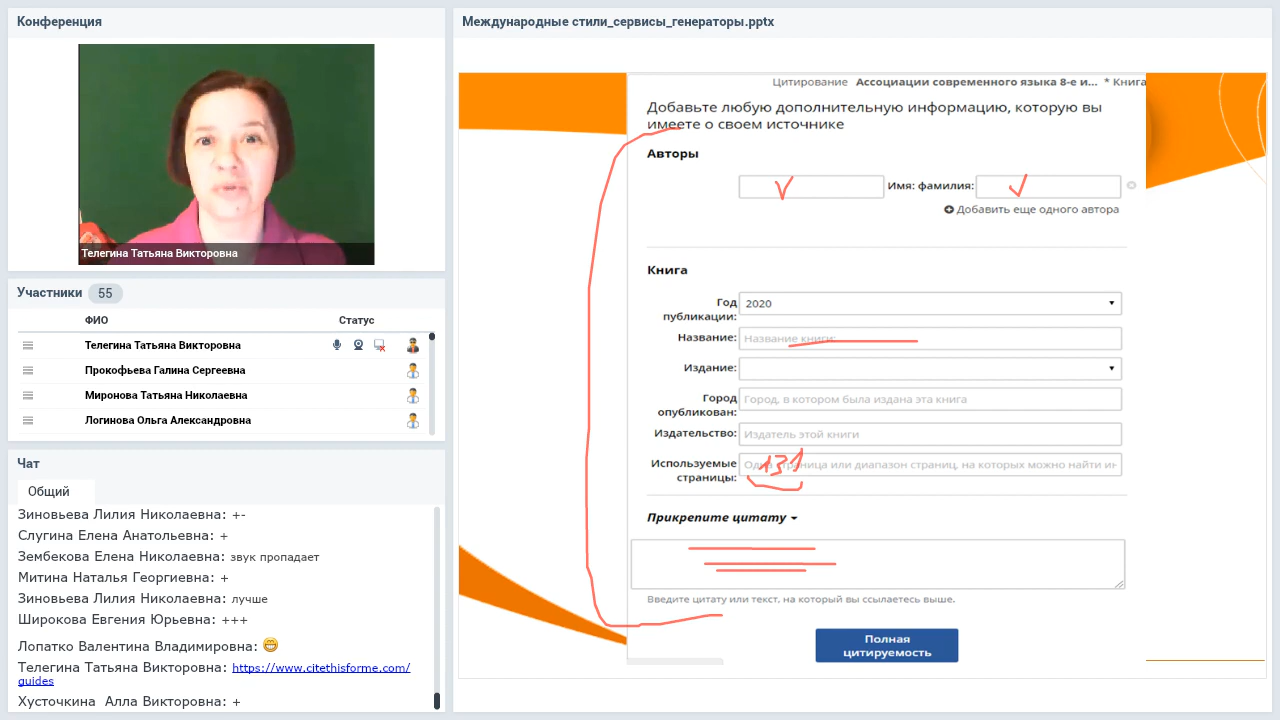 Конференция
Телегина Татьяна Викторовна
Участники 55
ФИО Статус
Телегина Татьяна Викторовна
Прокофьева Галина Сергеевна
Миронова Татьяна Николаевна
Логинова Ольга Александровна
Чат
Общий
Зиновьева Лилия Николаевна: +-
Слугина Елена Анатольевна: +
Зембекова Елена Николаевна: звук пропадает
Митина Наталья Георгиевна: +
Зиновьева Лилия Николаевна: лучше
Широкова Евгения Юрьевна: +++
Лопатко Валентина Владимировна:
Телегина Татьяна Викторовна: https://www.citethisforme.com/
guides
Хусточкина Алла Викторовна: +
Международные стили_сервисы_генераторы.pptx
Цитирование Ассоциации современного языка 8-е и... * Книга
Добавьте любую дополнительную информацию, которую вы
имеете о своем источнике
Авторы
Имя: фамилия:
Добавить еще одного автора
Книга
Год
публикации: 2020
Название: Название книги:
Издание:
Город
опубликован: Город, в котором была издана эта книга
Издательство: Издатель этой книги
Используемые
страницы: 131 страница или диапазон страниц, на которых можно найти ин
Прикрепите цитату
Введите цитату или текст, на который вы ссылаетесь выше.
Полная
цитируемость